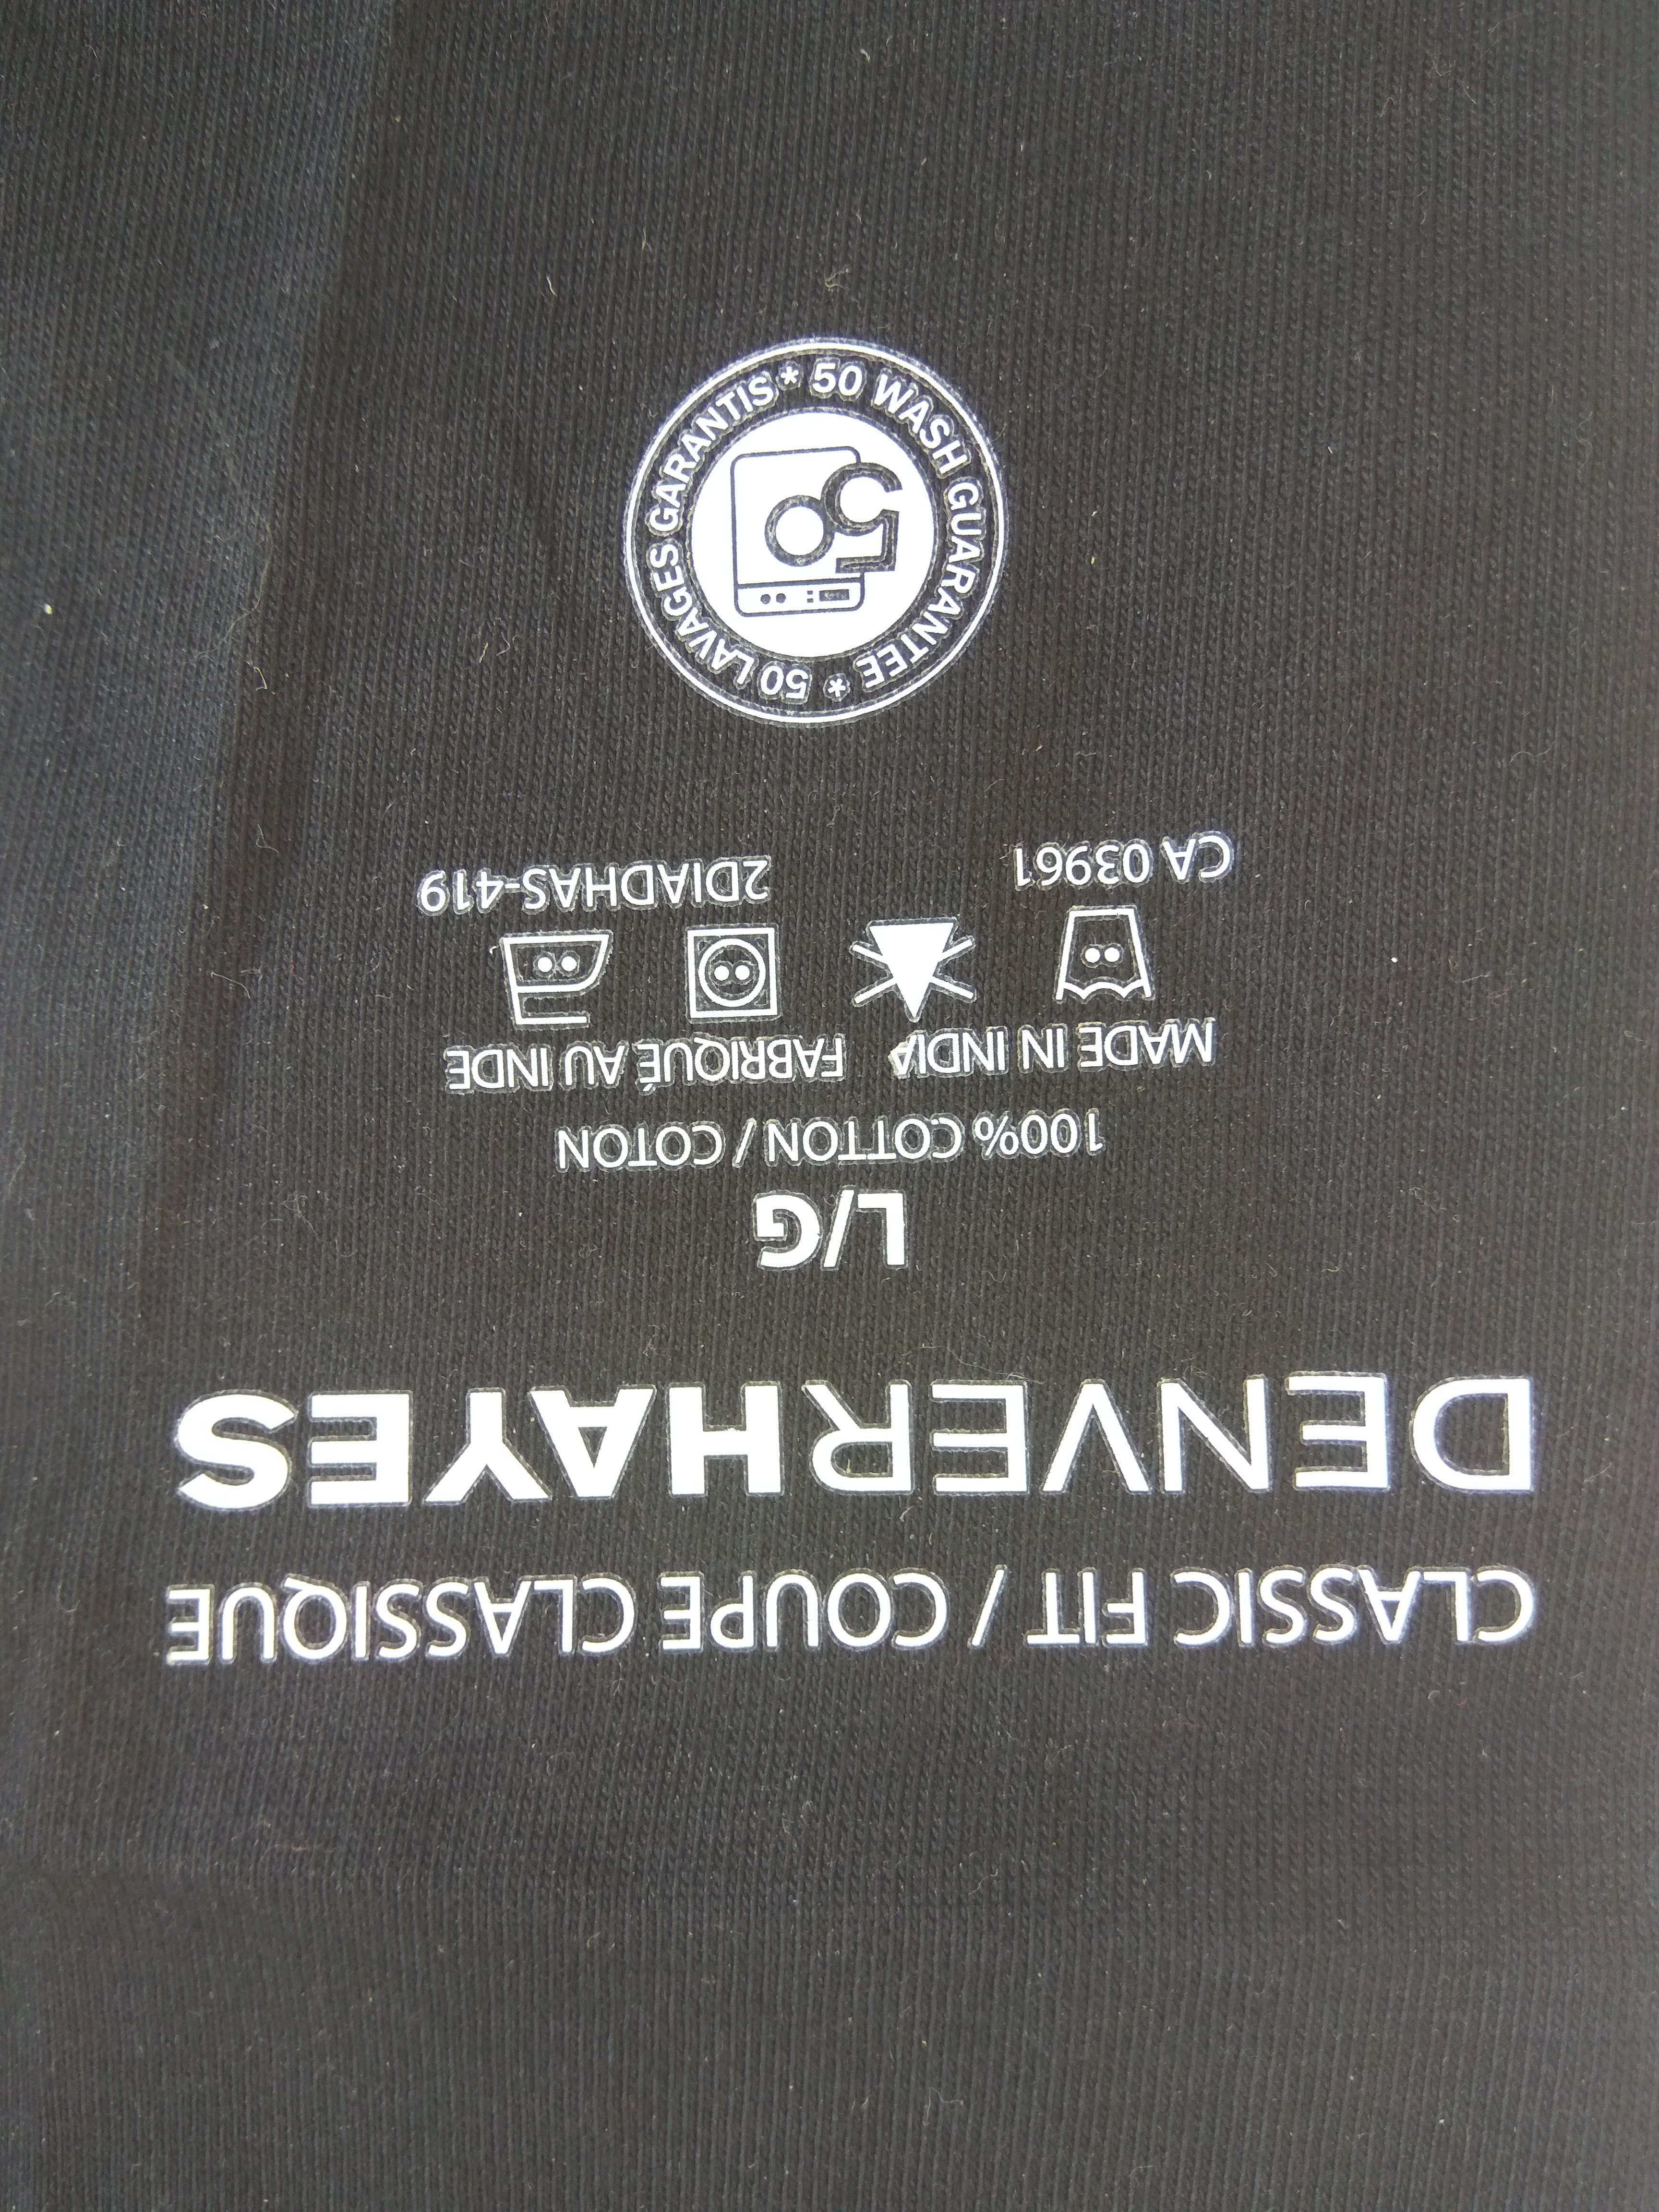 CLASSIC FIT / COUPE CLASSIQUE
DENVERHAYES
L/G
100% COTTON / COTON
MADE IN INDIA FABRIQUÉ AU INDE
CA 03961 2DIADHAS-419
50 WASH GUARANTEE * 50 LAVAGES GARANTIS *
50